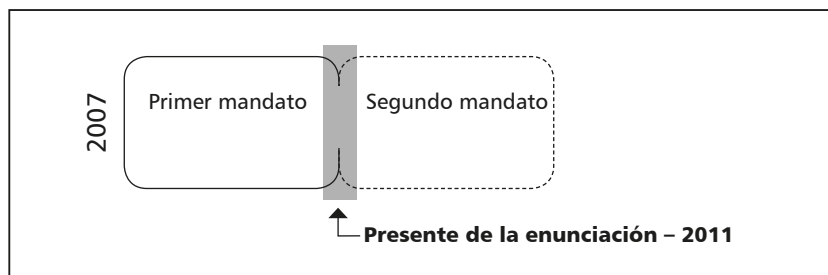 2007
Primer mandato
Segundo mandato
Presente de la enunciación – 2011